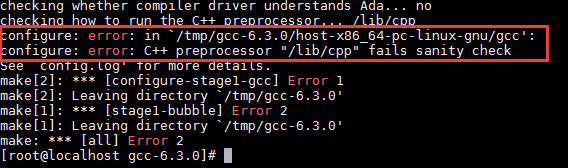 checking whether compiler driver understands Ada... no
checking how to run the C++ preprocessor... /lib/cpp
configure: error: in `/tmp/gcc-6.3.0/host-x86_64-pc-linux-gnu/gcc':
configure: error: C++ preprocessor "/lib/cpp" fails sanity check
See `config.log' for more details.
make[2]: *** [configure-stage1-gcc] Error 1
make[2]: Leaving directory `/tmp/gcc-6.3.0'
make[1]: *** [stage1-bubble] Error 2
make[1]: Leaving directory `/tmp/gcc-6.3.0'
make: *** [all] Error 2
[root@localhost gcc-6.3.0]#